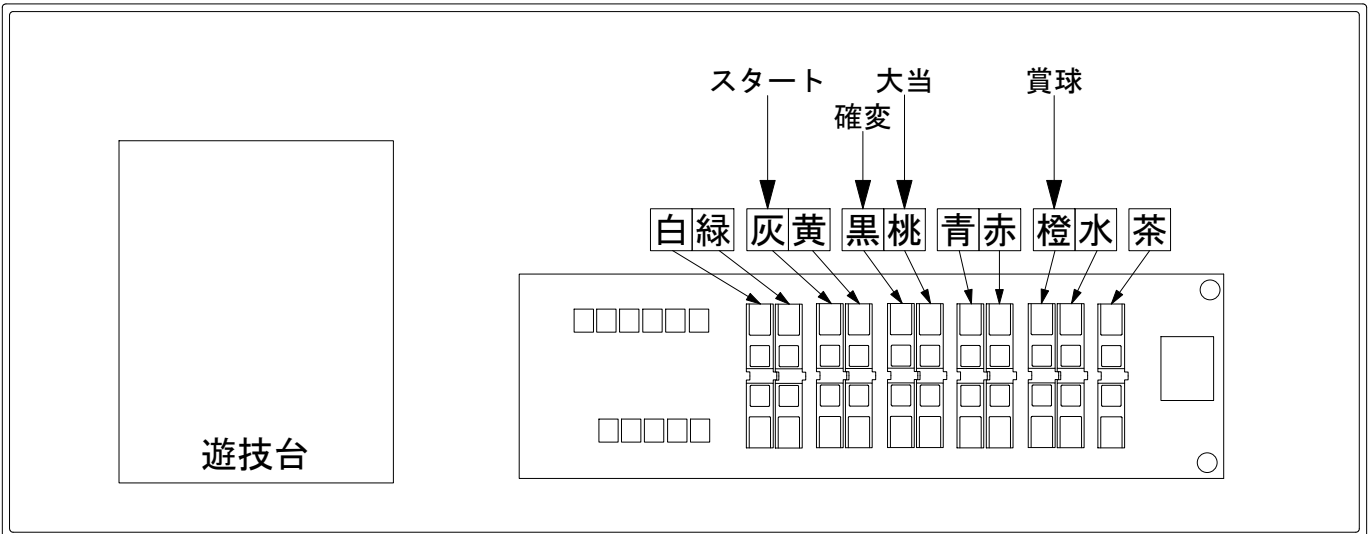 スタート 大当 賞球
確変
白緑 灰黄 黒桃 青赤 橙水 茶
遊技台